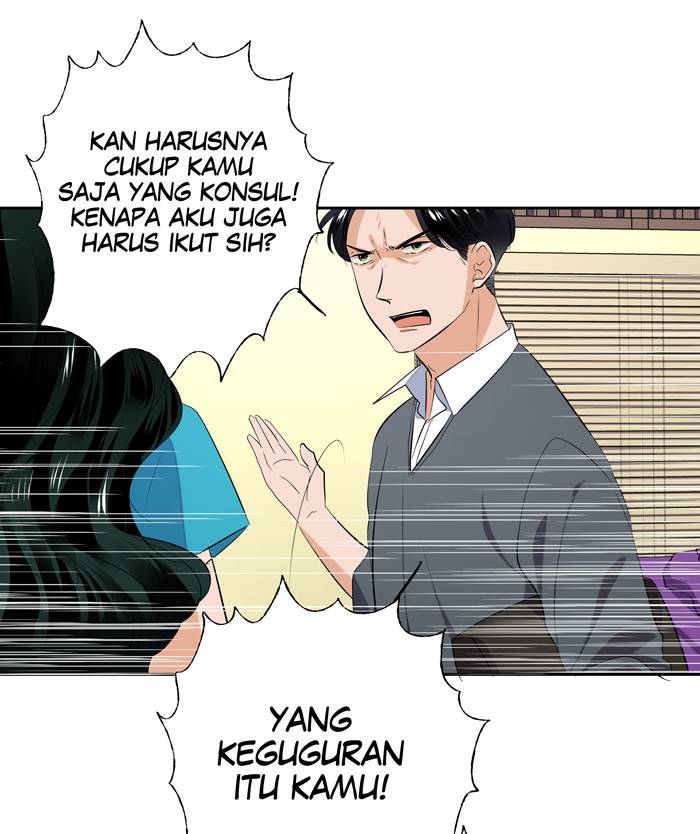 KAN HARUSNYA
CUKUP KAMU
SAJA YANG KONSUL!
KENAPA AKU JUGA
HARUS IKUT SIH?
YANG
KEGUGURAN
ITU KAMU!